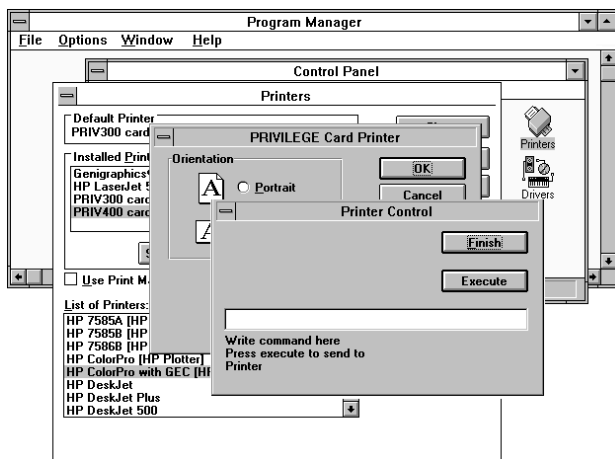 Program Manager
File Options Window Help
Control Panel
Printers
Default Printer
PRIV300 card
Installed
Genigraphics
HP LaserJet
PRIV300 card
PRIV400 card
Use Print
List of Printers:
HP 7585A [HP
HP 7585B [HP
HP 7586B [HP
HP ColorPro [HP Plotter]
HP ColorPro with GEC [HP
HP DeskJet
HP DeskJet Plus
HP DeskJet 500
PRIVILEGE Card Printer
Orientation
A
Portrait
OK
Cancel
Printer Control
Finish
Execute
Write command here
Press execute to send to
Printer
Printers
Drivers